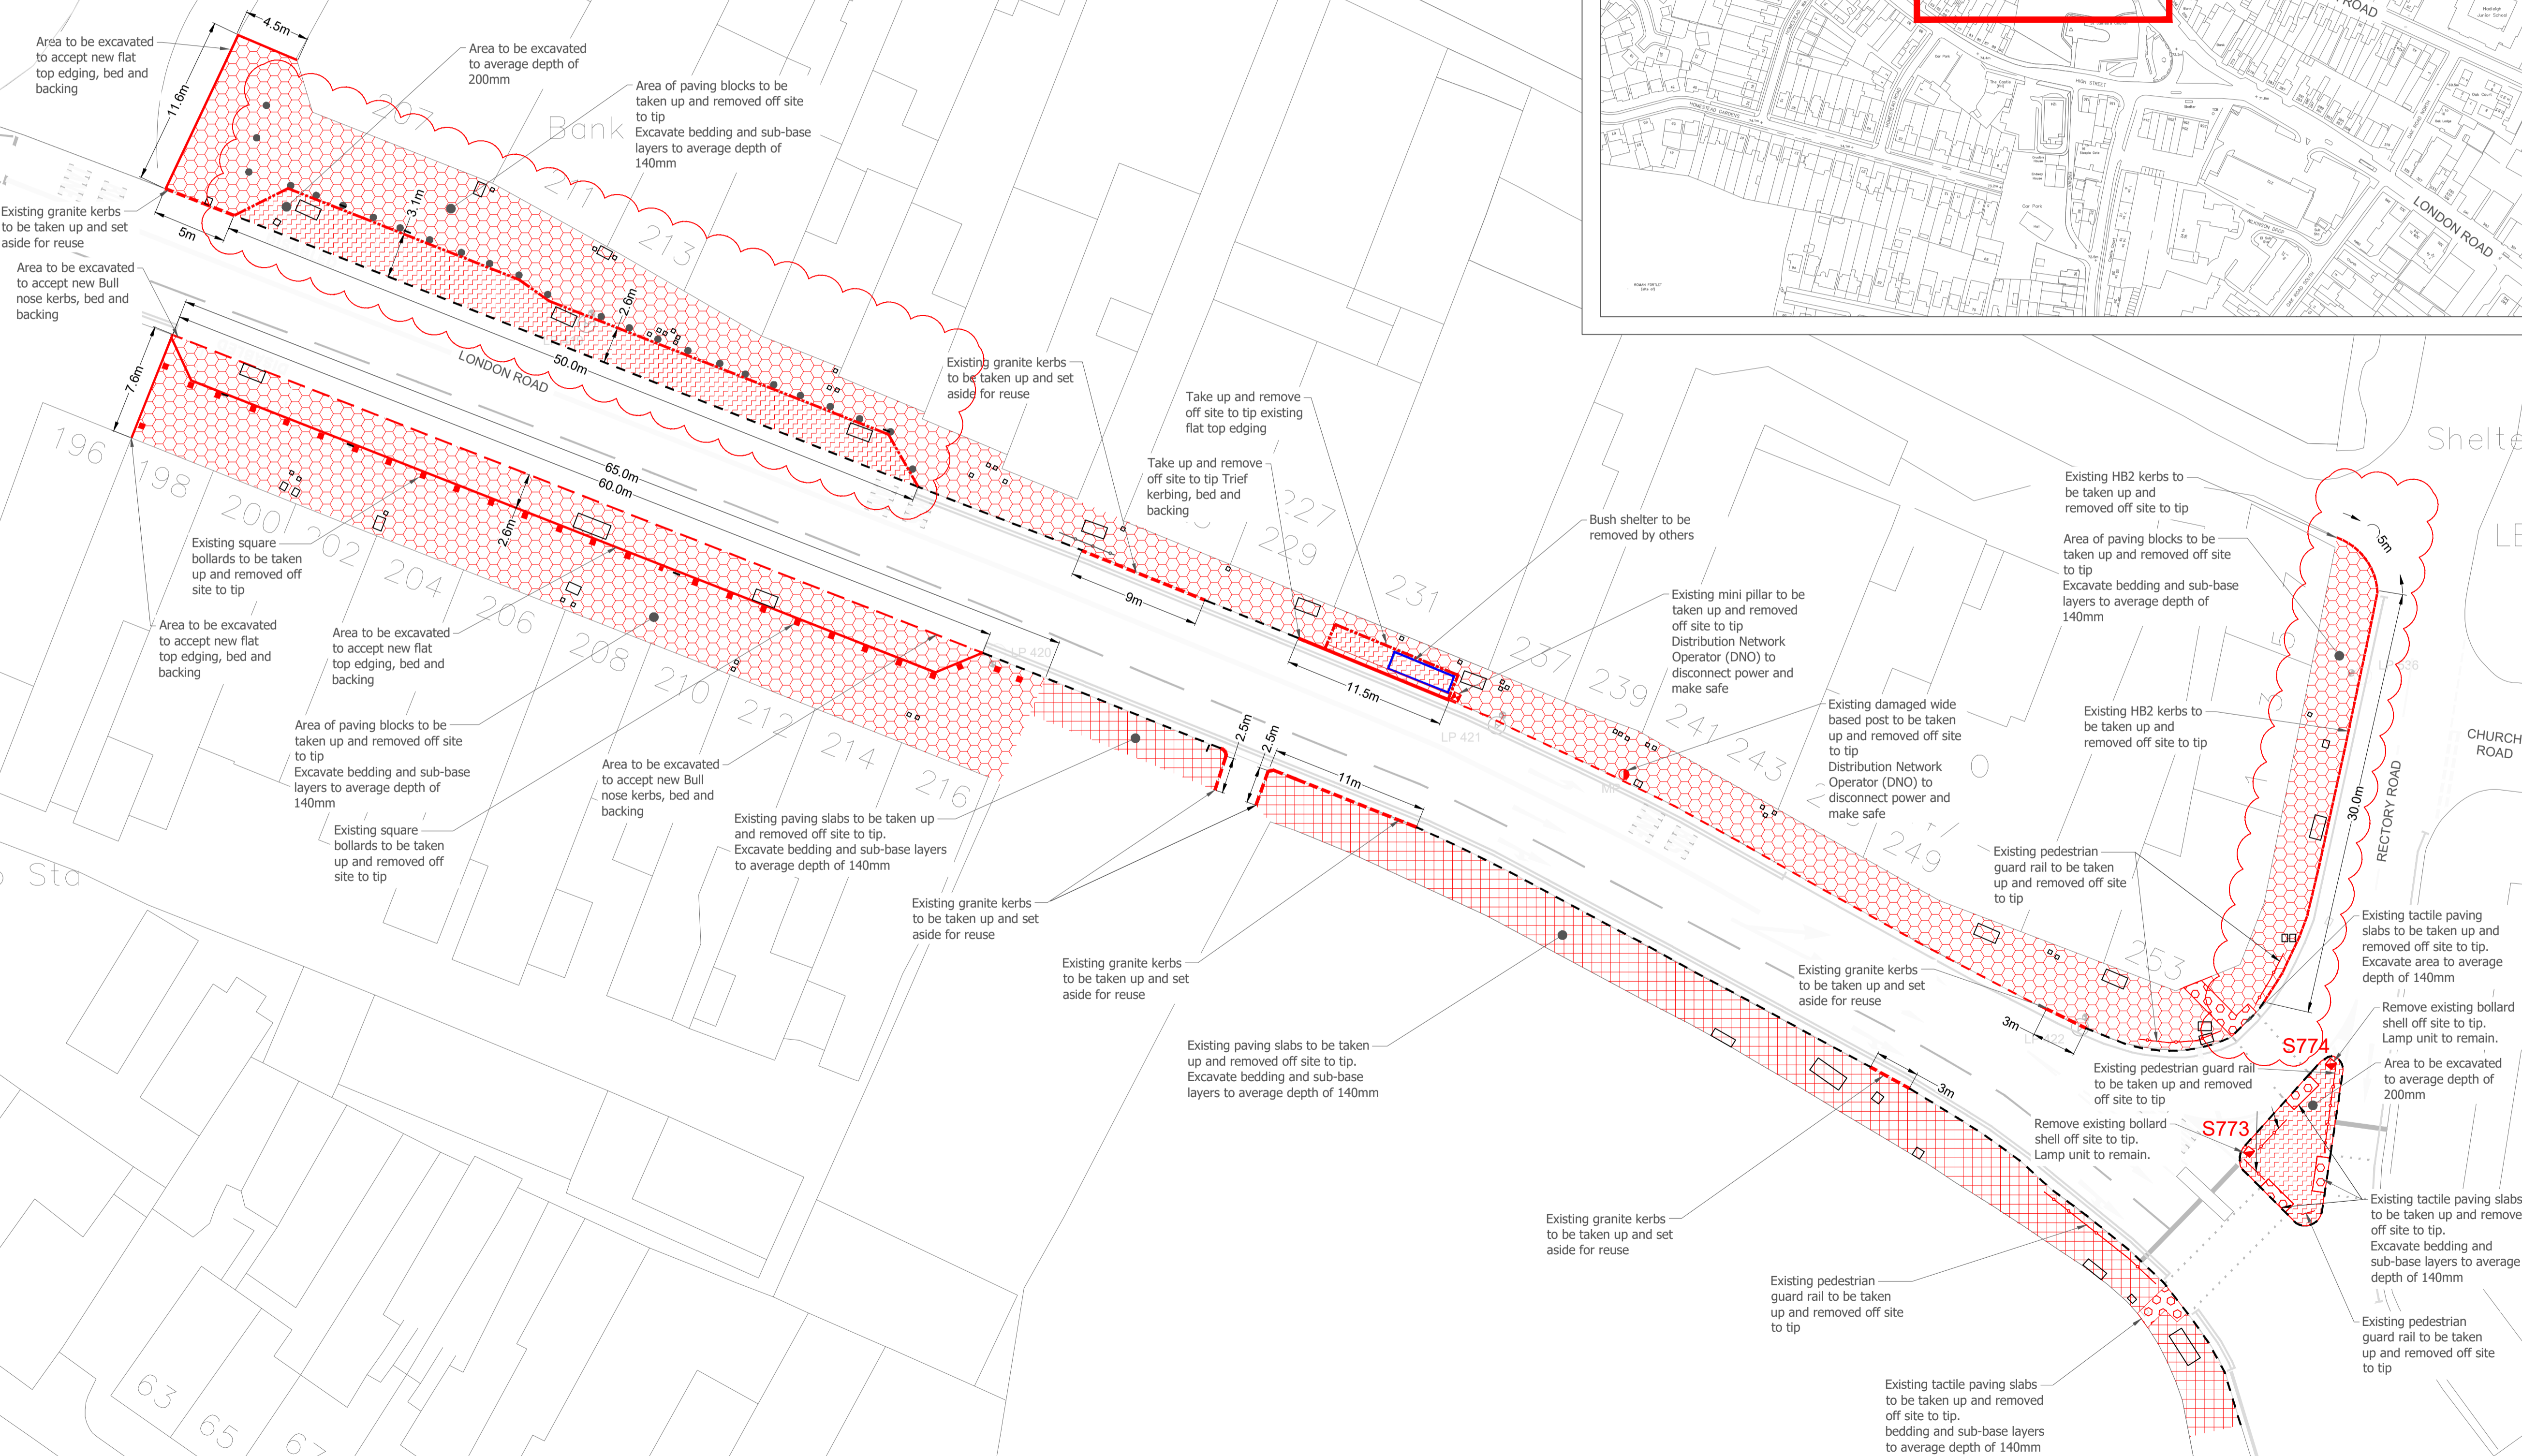 4.5m
Area to be excavated
to accept new flat
top edging, bed and
backing
11.6m
Area to be excavated
to average depth of
200mm
Area of paving blocks to be
taken up and removed off site
to tip
Excavate bedding and sub-base
layers to average depth of
140mm
207
Bank
211
213
3.1m
2.6m
Existing granite kerbs
to be taken up and set
aside for reuse
5m
Area to be excavated
to accept new Bull
nose kerbs, bed and
backing
7.6m
LONDON ROAD
50.0m
65.0m
60.0m
2.6m
Existing granite kerbs
to be taken up and set
aside for reuse
Take up and remove
off site to tip existing
flat top edging
Take up and remove
off site to tip Trief
kerbing, bed and
backing
227
229
231
237
239
241
243
249
253
Bush shelter to be
removed by others
9m
11.5m
LP 420
LP 421
LP 422
Existing mini pillar to be
taken up and removed
off site to tip
Distribution Network
Operator (DNO) to
disconnect power and
make safe
Existing damaged wide
based post to be taken
up and removed off site
to tip
Distribution Network
Operator (DNO) to
disconnect power and
make safe
196
198
200
202
204
206
208
210
212
214
216
Existing square
bollards to be taken
up and removed off
site to tip
Area to be excavated
to accept new flat
top edging, bed and
backing
Area to be excavated
to accept new flat
top edging, bed and
backing
Area of paving blocks to be
taken up and removed off site
to tip
Excavate bedding and sub-base
layers to average depth of
140mm
Existing square
bollards to be taken
up and removed off
site to tip
Area to be excavated
to accept new Bull
nose kerbs, bed and
backing
Existing paving slabs to be taken up
and removed off site to tip.
Excavate bedding and sub-base layers
to average depth of 140mm
2.5m
2.5m
11m
Existing granite kerbs
to be taken up and set
aside for reuse
Existing granite kerbs
to be taken up and set
aside for reuse
Existing paving slabs to be taken
up and removed off site to tip.
Excavate bedding and sub-base
layers to average depth of 140mm
Existing HB2 kerbs to
be taken up and
removed off site to tip
Area of paving blocks to be
taken up and removed off site
to tip
Excavate bedding and sub-base
layers to average depth of
140mm
Existing HB2 kerbs to
be taken up and
removed off site to tip
5m
30.0m
RECTORY ROAD
CHURCH
ROAD
Shelte
Existing pedestrian
guard rail to be taken
up and removed off site
to tip
Existing tactile paving
slabs to be taken up and
removed off site to tip.
Excavate area to average
depth of 140mm
Existing granite kerbs
to be taken up and set
aside for reuse
3m
3m
Remove existing bollard
shell off site to tip.
Lamp unit to remain.
S774
Existing pedestrian guard rail
to be taken up and removed
off site to tip
Area to be excavated
to average depth of
200mm
S773
Remove existing bollard
shell off site to tip.
Lamp unit to remain.
Existing tactile paving slabs
to be taken up and remove
off site to tip.
Excavate bedding and
sub-base layers to average
depth of 140mm
Existing granite kerbs
to be taken up and set
aside for reuse
Existing pedestrian
guard rail to be taken
up and removed off site
to tip
Existing pedestrian
guard rail to be taken
up and removed off site
to tip
Existing tactile paving slabs
to be taken up and removed
off site to tip.
bedding and sub-base layers
to average depth of 140mm
Sta
63
65
HOMESTEAD GARDENS
HIGH STREET
LONDON ROAD
Car Park
Hadleigh
Junior School